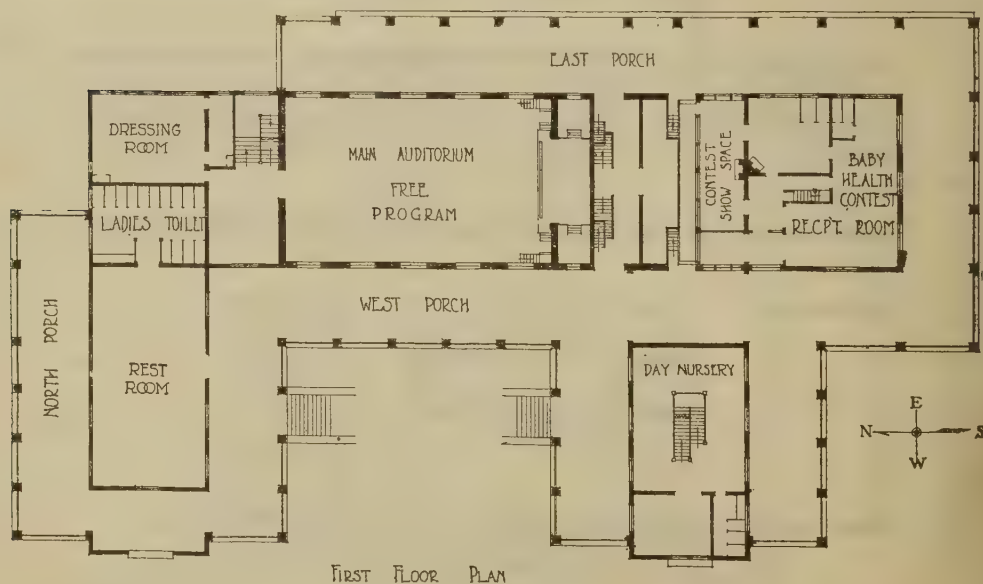 EAST PORCH
DRESSING
ROOM
MAIN AUDITORIUM
FREE
PROGRAM
CONTEST
SHOW SPACE
BABY
HEALTH
CONTEST
RECP'T. ROOM
LADIES TOILET
NORTH PORCH
WEST PORCH
REST
ROOM
DAY NURSERY
E
N
S
W
FIRST FLOOR PLAN